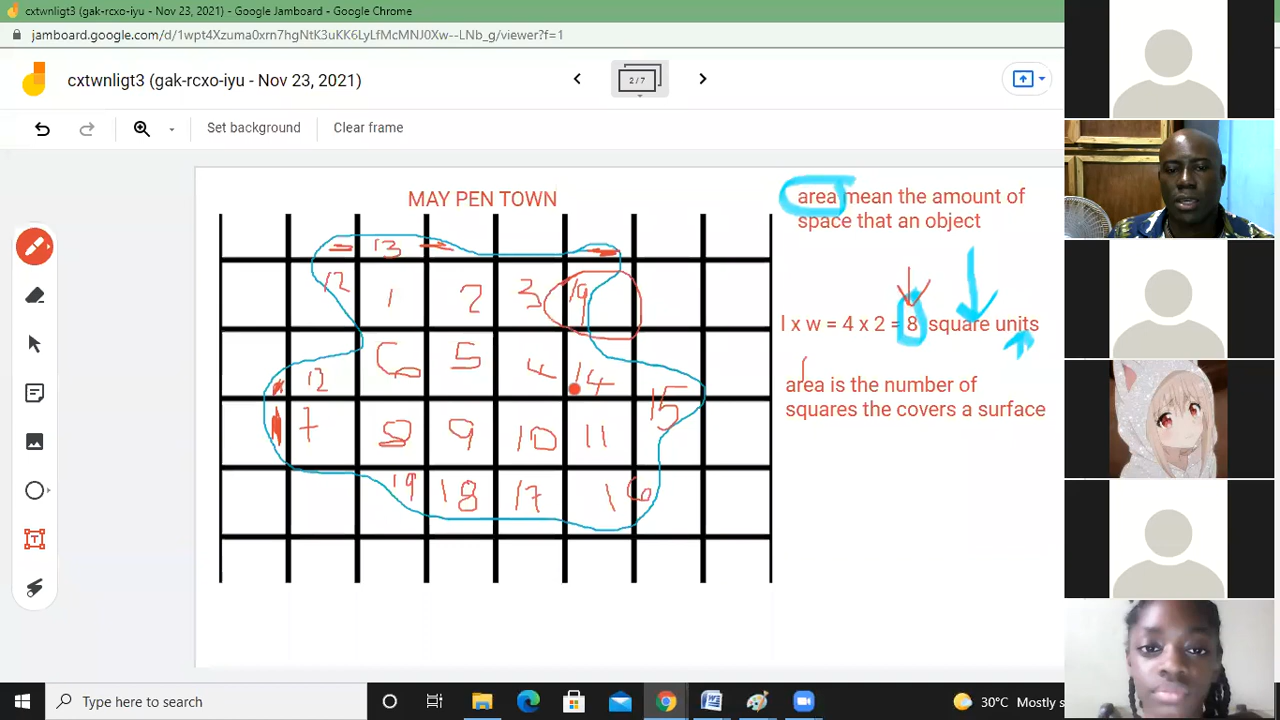 cxtwnligt3 (gak-rcxo-iyu - Nov 23, 2021) - Google Jamboard - Google Chrome
jamboard.google.com/d/1wpt4Xzuma0xrn7hgNtK3uKK6LyLfMcMNJ0Xw--LNb_g/viewer?f=1
cxtwnligt3 (gak-rcxo-iyu - Nov 23, 2021)
2/7
Set background
Clear frame
MAY PEN TOWN
area mean the amount of
space that an object
l x w = 4 x 2 = 8 square units
area is the number of
squares the covers a surface
13
12 1 2 3 19
12 6 5 4 14
7 8 9 10 11 15
19 18 17 16
Type here to search
30°C Mostly s